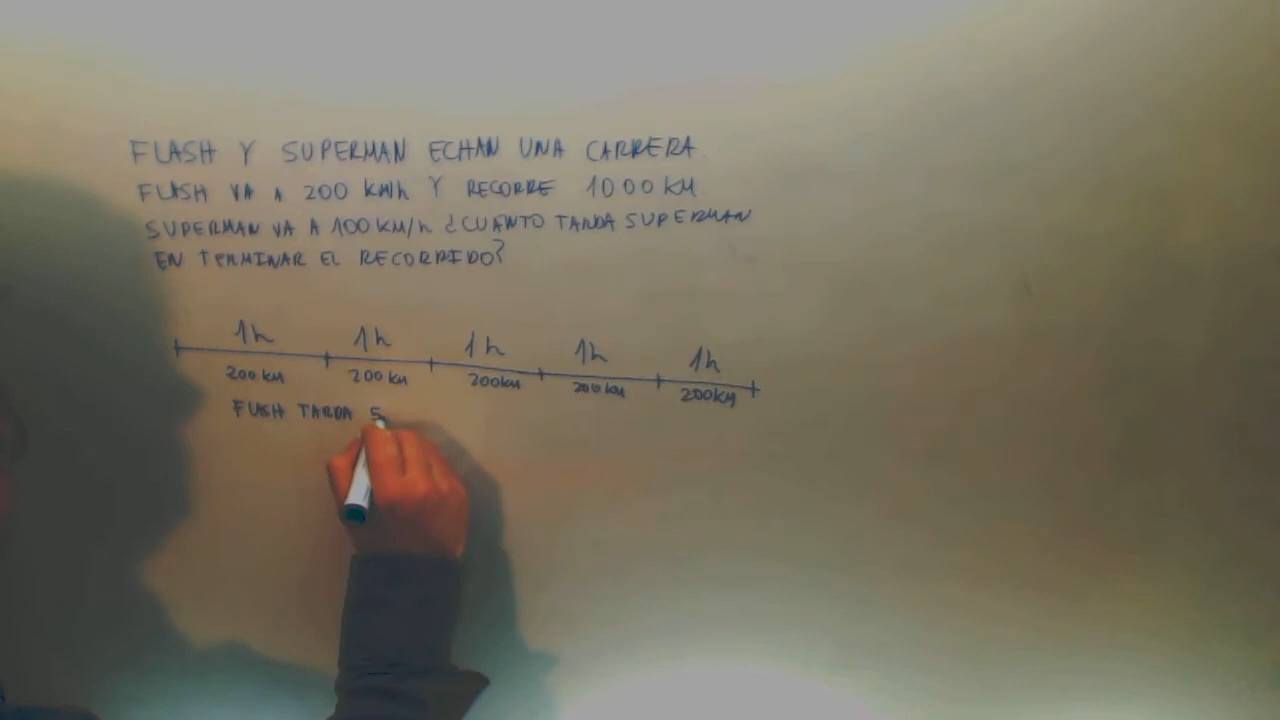 FLASH Y SUPERMAN ECHAN UNA CARRERA
FLASH VA A 200 KM/h Y RECORRE 1000 KM
SUPERMAN VA A 100 KM/h ¿CUANTO TARDA SUPERMAN
EN TERMINAR EL RECORRIDO?
1h 1h 1h 1h 1h
200 KM 200 KM 200KM 200 KM 200KM
FLASH TARDA 5